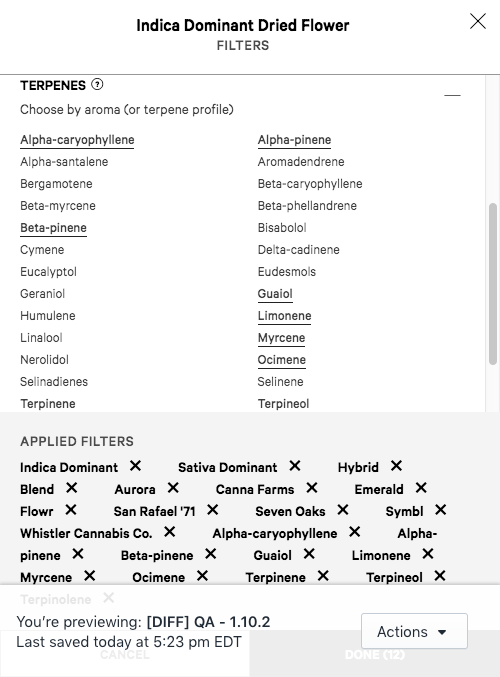 Indica Dominant Dried Flower
FILTERS
TERPENES ?
Choose by aroma (or terpene profile)
Alpha-caryophyllene Alpha-pinene
Alpha-santalene Aromadendrene
Bergamotene Beta-caryophyllene
Beta-myrcene Beta-phellandrene
Beta-pinene Bisabolol
Cymene Delta-cadinene
Eucalyptol Eudesmols
Geraniol Guaiol
Humulene Limonene
Linalool Myrcene
Nerolidol Ocimene
Selinadienes Selinene
Terpinene Terpineol
APPLIED FILTERS
Indica Dominant ✕ Sativa Dominant ✕ Hybrid ✕
Blend ✕ Aurora ✕ Canna Farms ✕ Emerald ✕
Flowr ✕ San Rafael '71 ✕ Seven Oaks ✕ Symbl ✕
Whistler Cannabis Co. ✕ Alpha-caryophyllene ✕ Alpha-
pinene ✕ Beta-pinene ✕ Guaiol ✕ Limonene ✕
Myrcene ✕ Ocimene ✕ Terpinene ✕ Terpineol ✕
Terpinolene ✕
You're previewing: [DIFF] QA - 1.10.2
Last saved today at 5:23 pm EDT
Actions
CANCEL DONE (12)